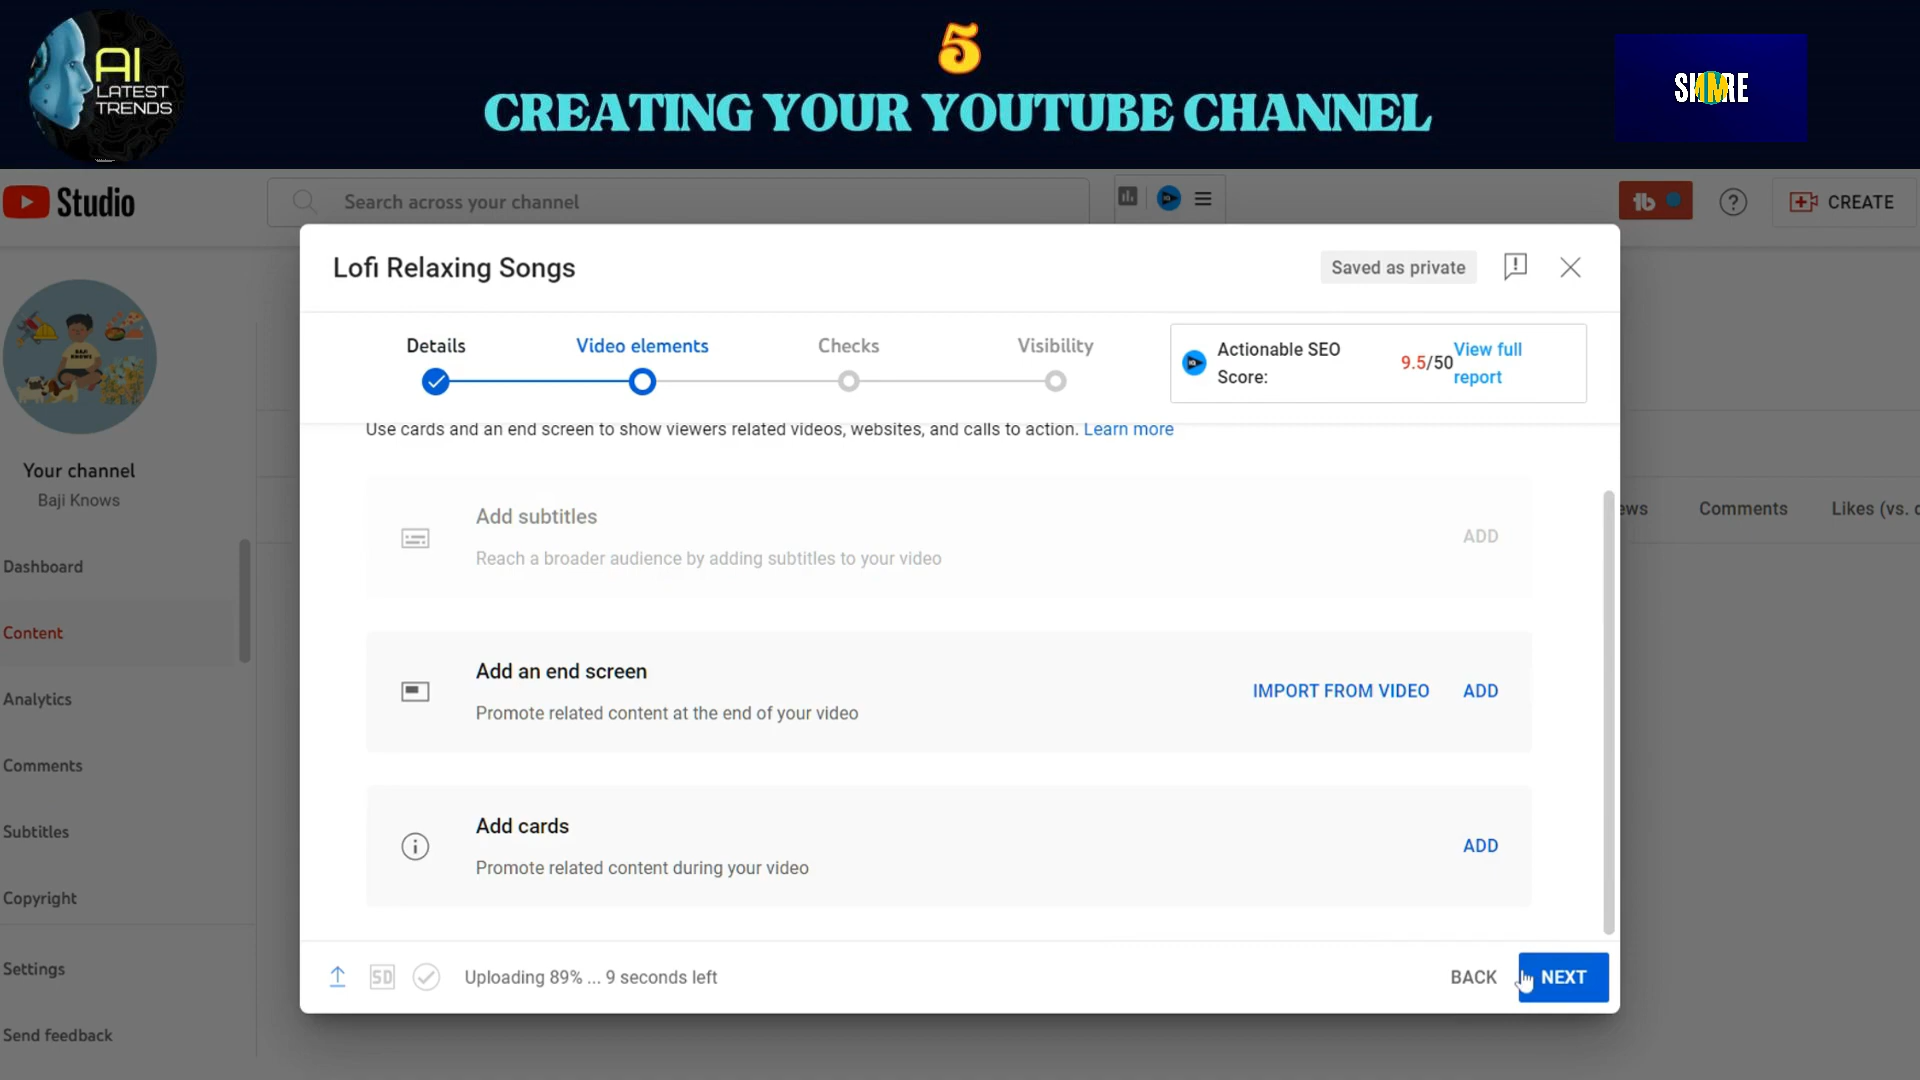 AI
LATEST
TRENDS
5
CREATING YOUR YOUTUBE CHANNEL
Studio
Search across your channel
CREATE
Lofi Relaxing Songs
Saved as private
Details
Video elements
Checks
Visibility
Actionable SEO
Score:
9.5/50
View full
report
Use cards and an end screen to show viewers related videos, websites, and calls to action. Learn more
Add subtitles
Reach a broader audience by adding subtitles to your video
ADD
Add an end screen
Promote related content at the end of your video
IMPORT FROM VIDEO
ADD
Add cards
Promote related content during your video
ADD
SD
Uploading 89% ... 9 seconds left
BACK
NEXT
BAJI
KNOWS
Your channel
Baji Knows
Dashboard
Content
Analytics
Comments
Subtitles
Copyright
Settings
Send feedback
Comments
Likes (vs.